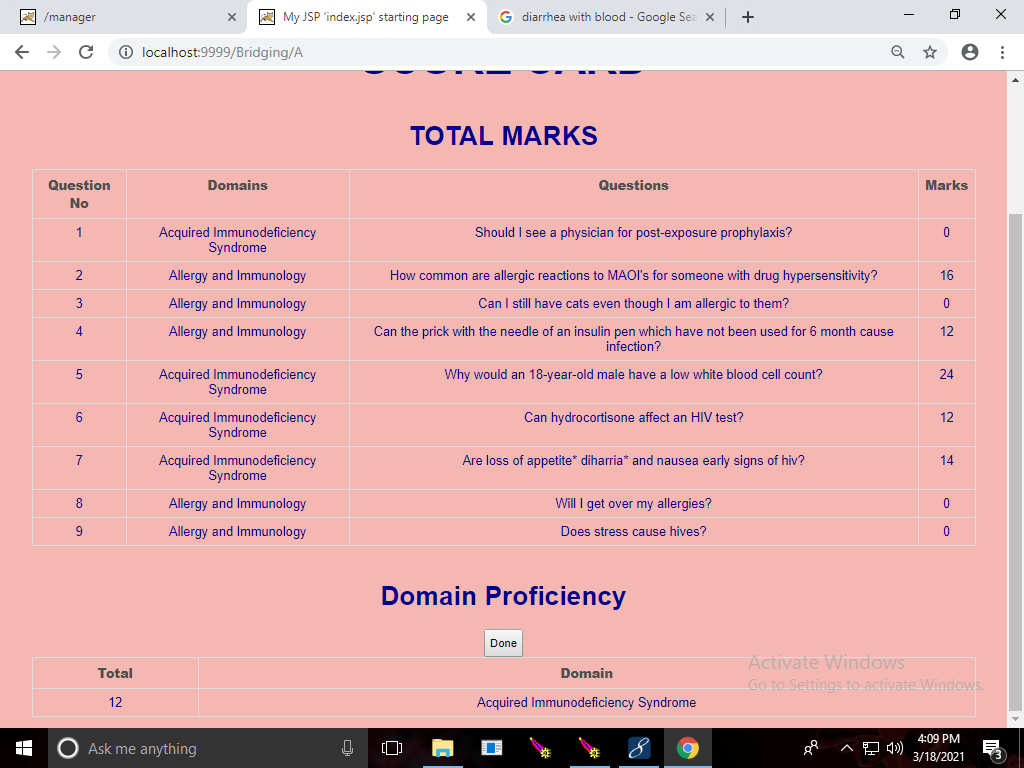 /manager
My JSP 'index.jsp' starting page
diarrhea with blood - Google Sea
localhost:9999/Bridging/A
SCORE CARD
TOTAL MARKS
Question No Domains Questions Marks
1 Acquired Immunodeficiency Syndrome Should I see a physician for post-exposure prophylaxis? 0
2 Allergy and Immunology How common are allergic reactions to MAOI's for someone with drug hypersensitivity? 16
3 Allergy and Immunology Can I still have cats even though I am allergic to them? 0
4 Allergy and Immunology Can the prick with the needle of an insulin pen which have not been used for 6 month cause infection? 12
5 Acquired Immunodeficiency Syndrome Why would an 18-year-old male have a low white blood cell count? 24
6 Acquired Immunodeficiency Syndrome Can hydrocortisone affect an HIV test? 12
7 Acquired Immunodeficiency Syndrome Are loss of appetite* diharria* and nausea early signs of hiv? 14
8 Allergy and Immunology Will I get over my allergies? 0
9 Allergy and Immunology Does stress cause hives? 0
Domain Proficiency
Done
Total Domain
12 Acquired Immunodeficiency Syndrome
Activate Windows
Go to Settings to activate Windows.
Ask me anything
4:09 PM
3/18/2021
3